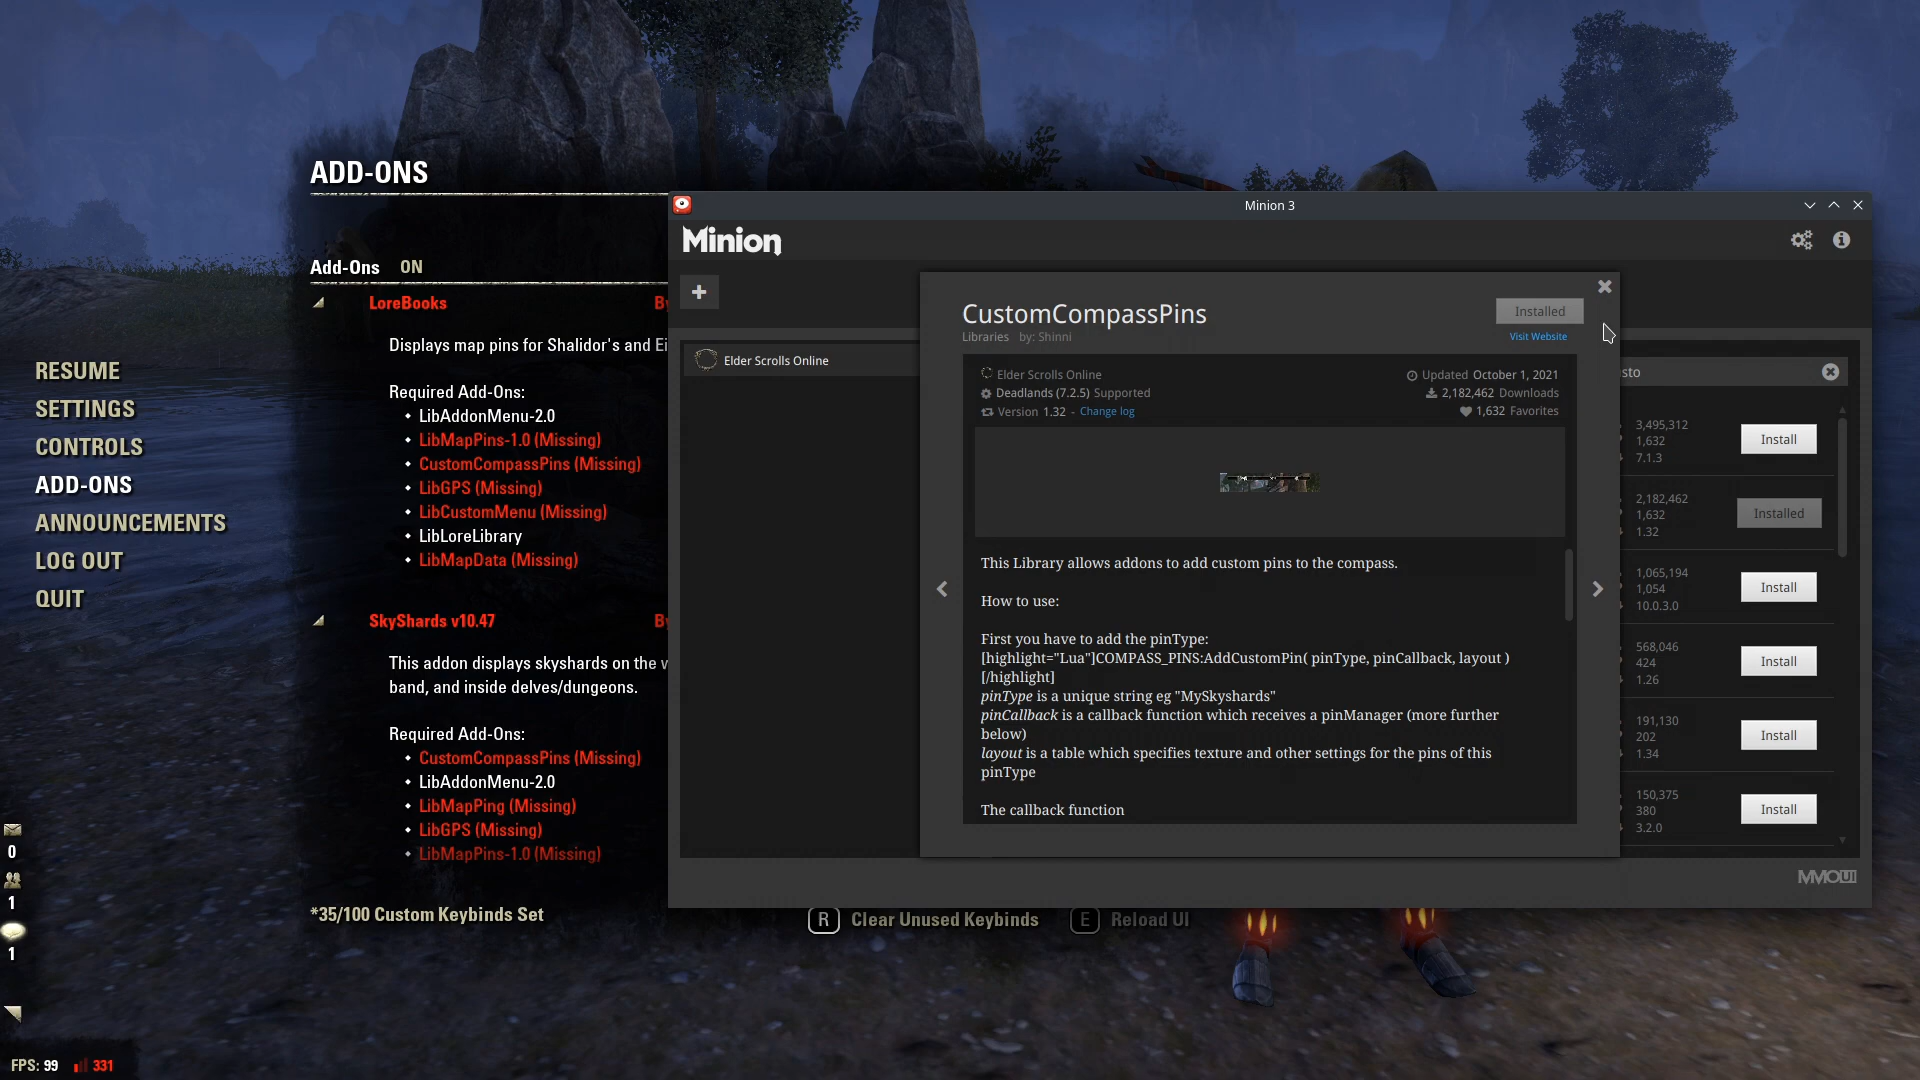 ADD-ONS
Add-Ons ON
LoreBooks By
Displays map pins for Shalidor's and Ei
Required Add-Ons:
• LibAddonMenu-2.0
• LibMapPins-1.0 (Missing)
• CustomCompassPins (Missing)
• LibGPS (Missing)
• LibCustomMenu (Missing)
• LibLoreLibrary
• LibMapData (Missing)
SkyShards v10.47 By
This addon displays skyshards on the w
band, and inside delves/dungeons.
Required Add-Ons:
• CustomCompassPins (Missing)
• LibAddonMenu-2.0
• LibMapPing (Missing)
• LibGPS (Missing)
• LibMapPins-1.0 (Missing)
*35/100 Custom Keybinds Set
R Clear Unused Keybinds
E Reload UI
RESUME
SETTINGS
CONTROLS
ADD-ONS
ANNOUNCEMENTS
LOG OUT
QUIT
0
1
1
FPS: 99 331
Minion 3
Minion
Elder Scrolls Online
CustomCompassPins
Installed
Libraries by: Shinni
Visit Website
Elder Scrolls Online
Updated October 1, 2021
Deadlands (7.2.5) Supported
2,182,462 Downloads
Version 1.32 - Change log
1,632 Favorites
This Library allows addons to add custom pins to the compass.
How to use:
First you have to add the pinType:
[highlight="Lua"]COMPASS_PINS:AddCustomPin( pinType, pinCallback, layout )
[/highlight]
pinType is a unique string eg "MySkyshards"
pinCallback is a callback function which receives a pinManager (more further
below)
layout is a table which specifies texture and other settings for the pins of this
pinType
The callback function
sto
3,495,312
1,632
7.1.3
Install
2,182,462
1,632
1.32
Installed
1,065,194
1,054
10.0.3.0
Install
568,046
424
1.26
Install
191,130
202
1.34
Install
150,375
380
3.2.0
Install
MMOUI